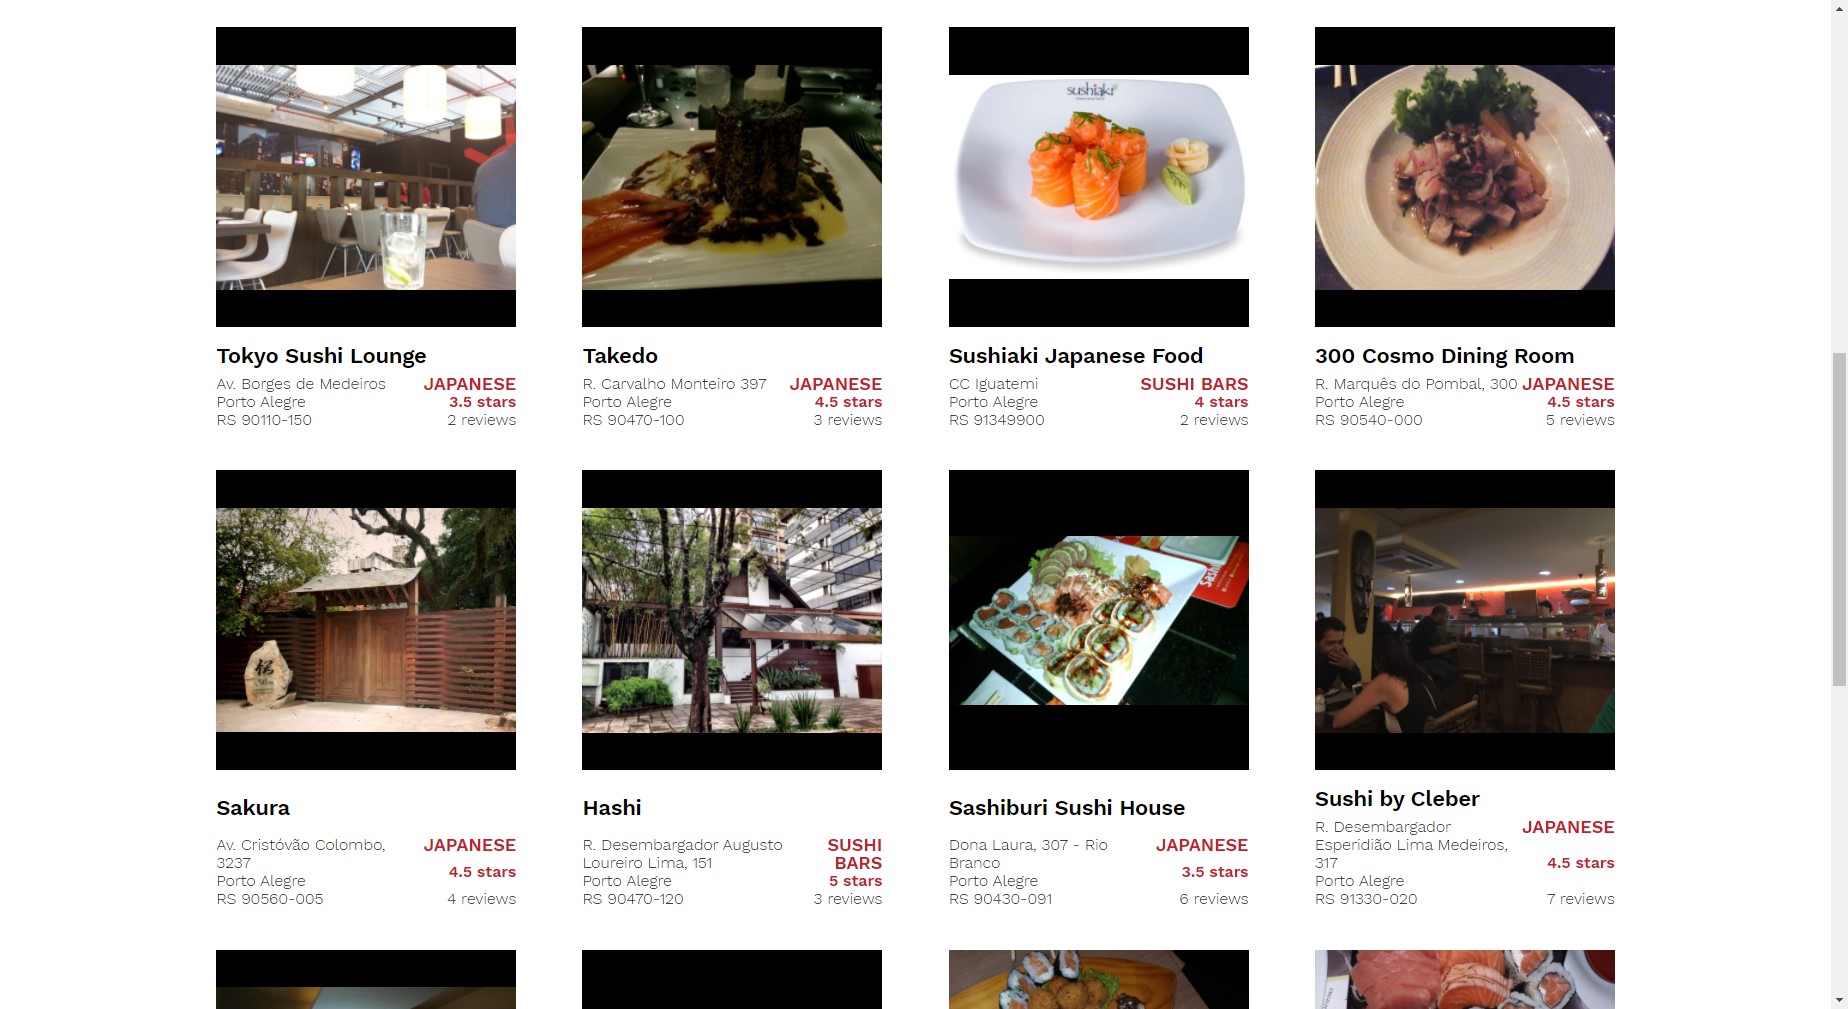 sushiaki
Tokyo Sushi Lounge
Av. Borges de Medeiros
Porto Alegre
RS 90110-150
JAPANESE
3.5 stars
2 reviews
Takedo
R. Carvalho Monteiro 397
Porto Alegre
RS 90470-100
JAPANESE
4.5 stars
3 reviews
Sushiaki Japanese Food
CC Iguatemi
Porto Alegre
RS 91349900
SUSHI BARS
4 stars
2 reviews
300 Cosmo Dining Room
R. Marquês do Pombal, 300
Porto Alegre
RS 90540-000
JAPANESE
4.5 stars
5 reviews
桜
Sakura
Av. Cristóvão Colombo,
3237
Porto Alegre
RS 90560-005
JAPANESE
4.5 stars
4 reviews
Hashi
R. Desembargador Augusto
Loureiro Lima, 151
Porto Alegre
RS 90470-120
SUSHI
BARS
5 stars
3 reviews
Sashiburi Sushi House
Dona Laura, 307 - Rio
Branco
Porto Alegre
RS 90430-091
JAPANESE
3.5 stars
6 reviews
Sushi by Cleber
R. Desembargador
Esperidião Lima Medeiros,
317
Porto Alegre
RS 91330-020
JAPANESE
4.5 stars
7 reviews